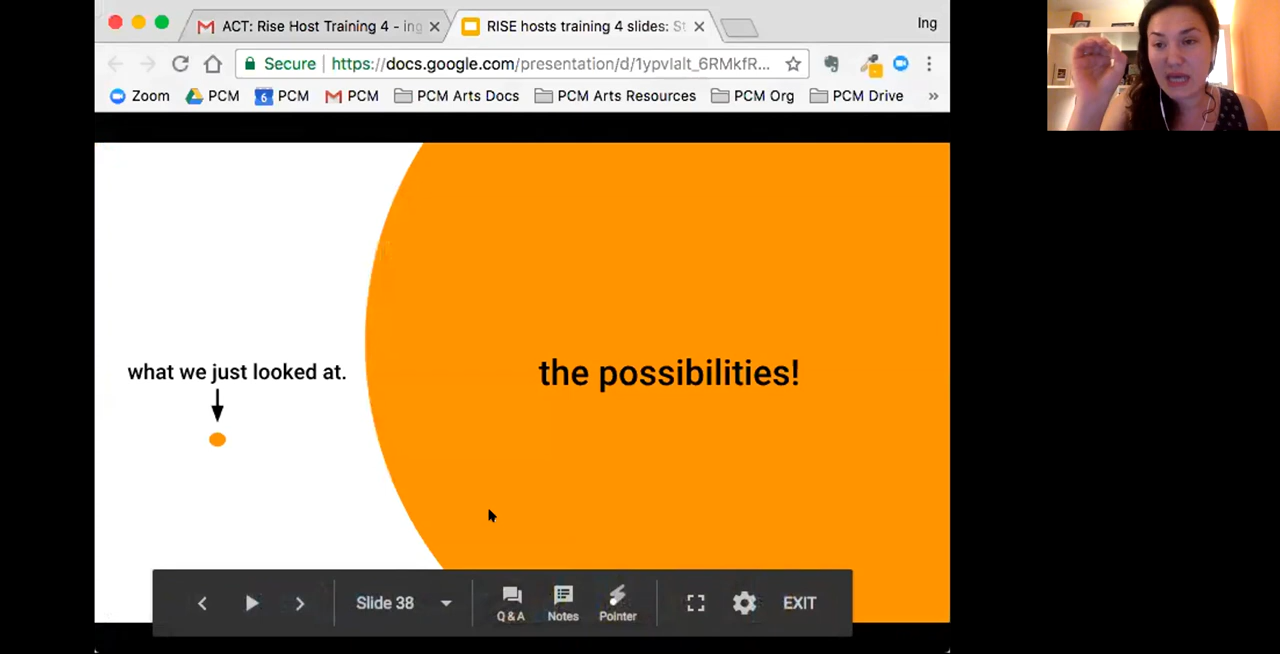 ACT: Rise Host Training 4 - ing
RISE hosts training 4 slides: St
Ing
Secure
https://docs.google.com/presentation/d/1ypvIalt_6RMkfR...
Zoom
PCM
6
PCM
PCM
PCM Arts Docs
PCM Arts Resources
PCM Org
PCM Drive
»
what we just looked at.
the possibilities!
Slide 38
Q & A
Notes
Pointer
EXIT